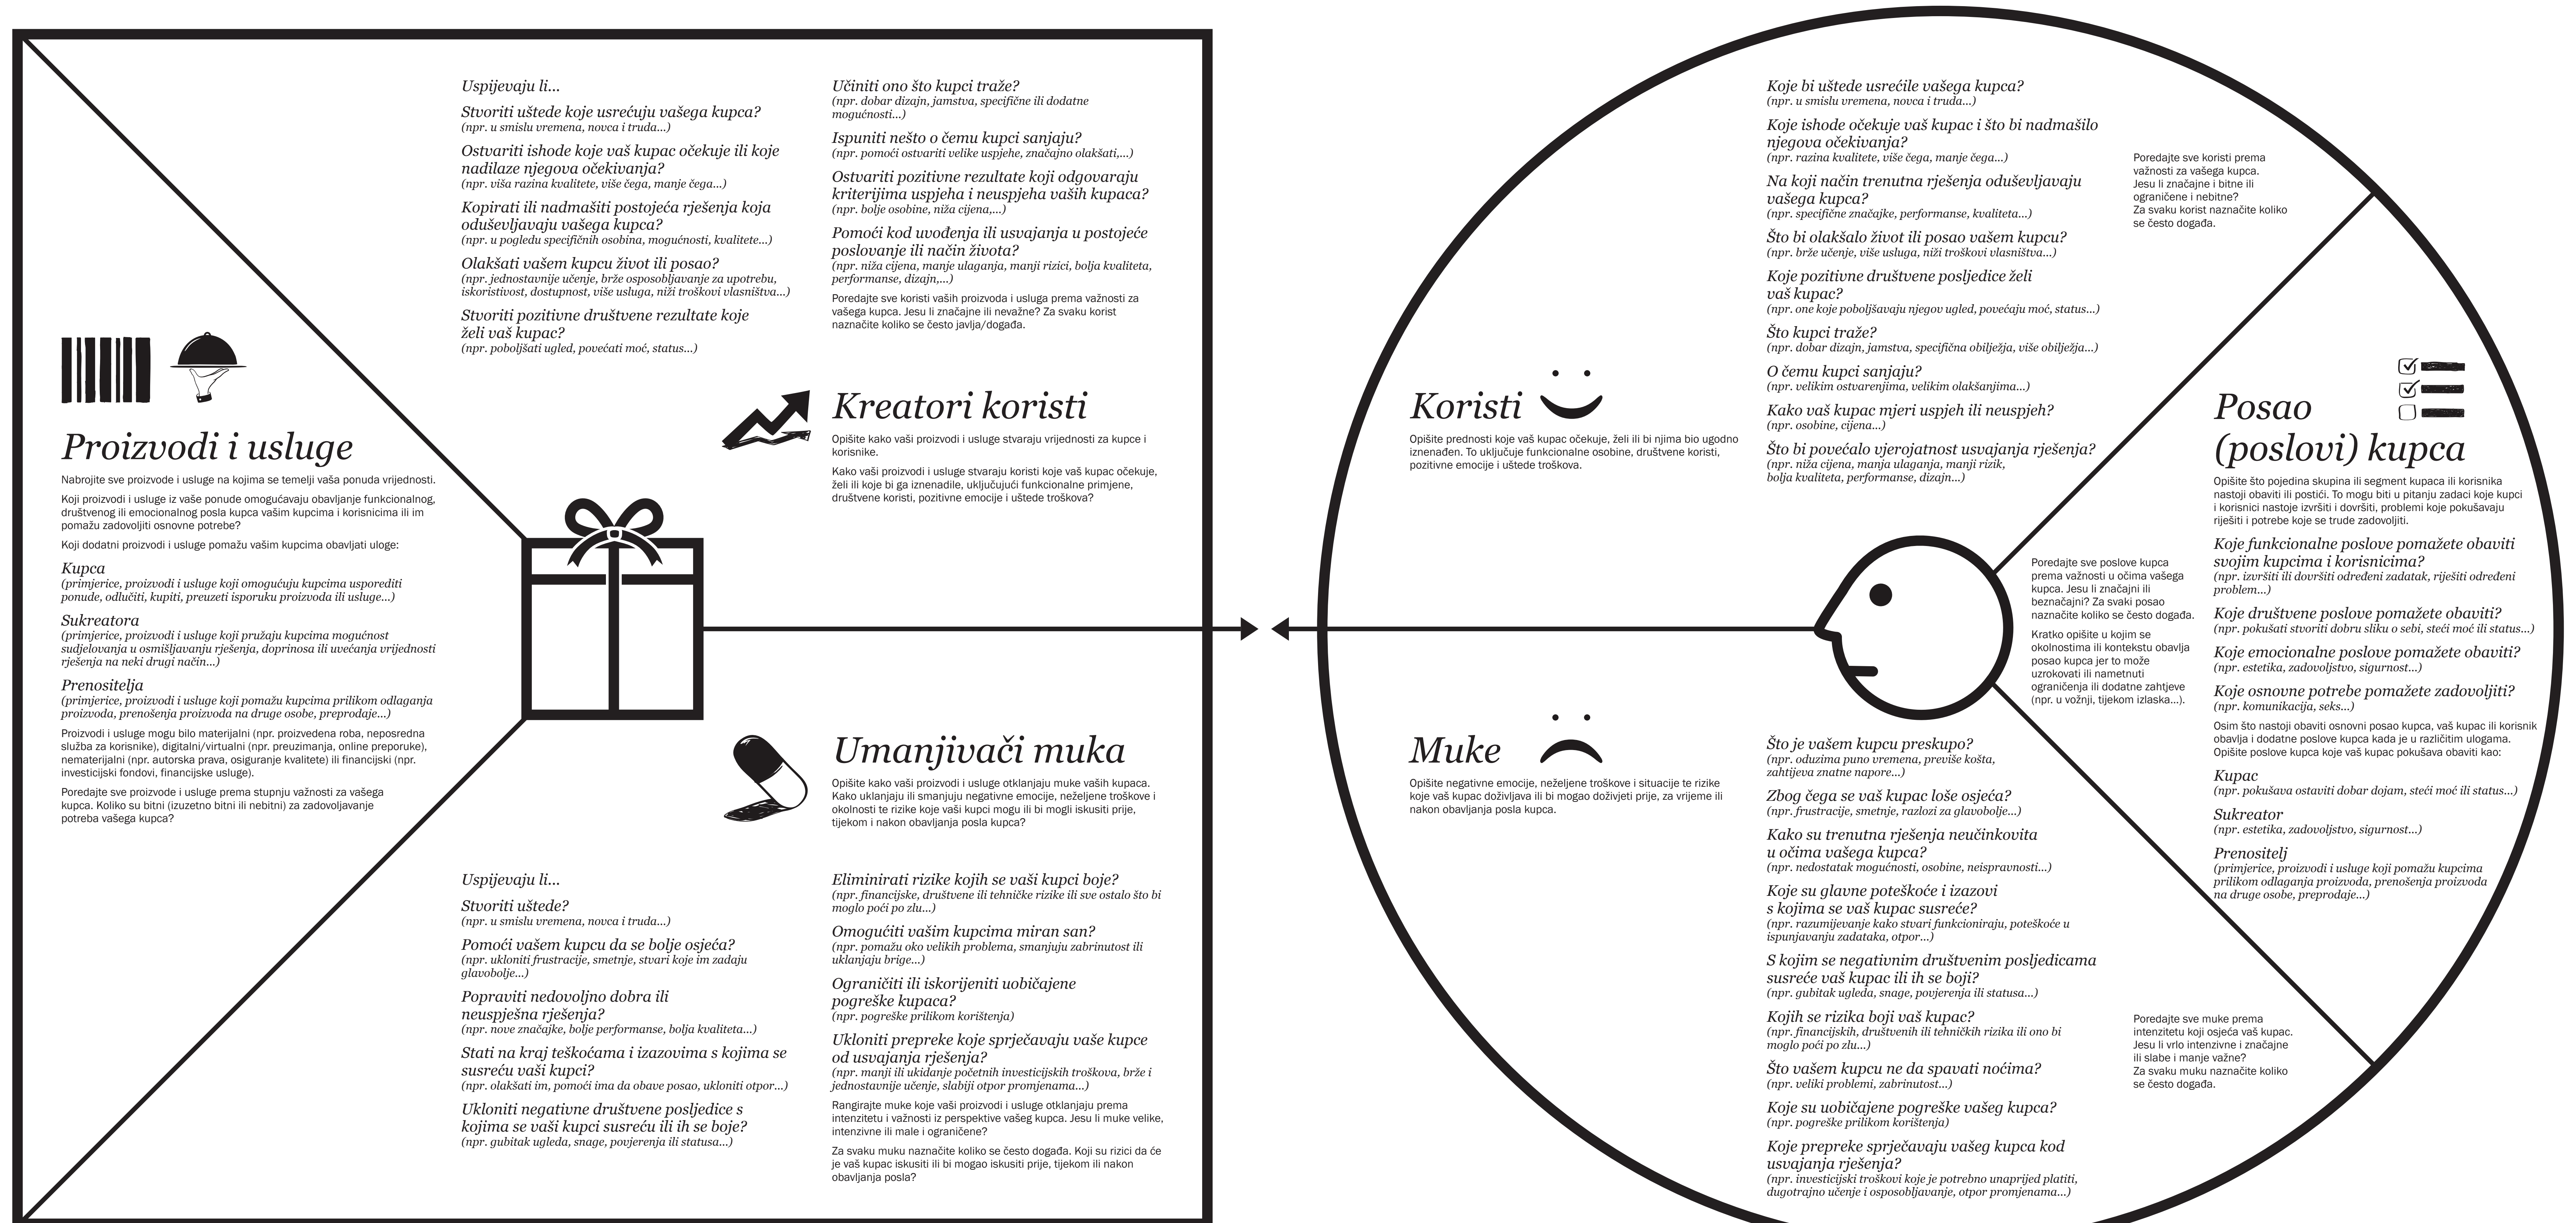 Proizvodi i usluge
Nabrojite sve proizvode i usluge na kojima se temelji vaša ponuda vrijednosti.
Koji proizvodi i usluge iz vaše ponude omogućavaju obavljanje funkcionalnog,
društvenog ili emocionalnog posla kupca vašim kupcima i korisnicima ili im
pomažu zadovoljiti osnovne potrebe?
Koji dodatni proizvodi i usluge pomažu vašim kupcima obavljati uloge:
Kupca
(primjerice, proizvodi i usluge koji omogućuju kupcima usporediti
ponude, odlučiti, kupiti, preuzeti isporuku proizvoda ili usluge...)
Sukreatora
(primjerice, proizvodi i usluge koji pružaju kupcima mogućnost
sudjelovanja u osmišljavanju rješenja, doprinosa ili uvećanja vrijednosti
rješenja na neki drugi način...)
Prenositelja
(primjerice, proizvodi i usluge koji pomažu kupcima prilikom odlaganja
proizvoda, prenošenja proizvoda na druge osobe, preprodaje...)
Proizvodi i usluge mogu bilo materijalni (npr. proizvedena roba, neposredna
služba za korisnike), digitalni/virtualni (npr. preuzimanja, online preporuke),
nematerijalni (npr. autorska prava, osiguranje kvalitete) ili financijski (npr.
investicijski fondovi, financijske usluge).
Poredajte sve proizvode i usluge prema stupnju važnosti za vašega
kupca. Koliko su bitni (izuzetno bitni ili nebitni) za zadovoljavanje
potreba vašega kupca?
Uspijevaju li...
Stvoriti uštede koje usrećuju vašega kupca?
(npr. u smislu vremena, novca i truda...)
Ostvariti ishode koje vaš kupac očekuje ili koje
nadilaze njegova očekivanja?
(npr. viša razina kvalitete, više čega, manje čega...)
Kopirati ili nadmašiti postojeća rješenja koja
oduševljavaju vašega kupca?
(npr. u pogledu specifičnih osobina, mogućnosti, kvalitete...)
Olakšati vašem kupcu život ili posao?
(npr. jednostavnije učenje, brže osposobljavanje za upotrebu,
iskoristivost, dostupnost, više usluga, niži troškovi vlasništva...)
Stvoriti pozitivne društvene rezultate koje
želi vaš kupac?
(npr. poboljšati ugled, povećati moć, status...)
Učiniti ono što kupci traže?
(npr. dobar dizajn, jamstva, specifične ili dodatne
mogućnosti...)
Ispuniti nešto o čemu kupci sanjaju?
(npr. pomoći ostvariti velike uspjehe, značajno olakšati,...)
Ostvariti pozitivne rezultate koji odgovaraju
kriterijima uspjeha i neuspjeha vaših kupaca?
(npr. bolje osobine, niža cijena,...)
Pomoći kod uvođenja ili usvajanja u postojeće
poslovanje ili način života?
(npr. niža cijena, manje ulaganja, manji rizici, bolja kvaliteta,
performanse, dizajn,...)
Poredajte sve koristi vaših proizvoda i usluga prema važnosti za
vašega kupca. Jesu li značajne ili nevažne? Za svaku korist
naznačite koliko se često javlja/događa.
Kreatori koristi
Opišite kako vaši proizvodi i usluge stvaraju vrijednosti za kupce i
korisnike.
Kako vaši proizvodi i usluge stvaraju koristi koje vaš kupac očekuje,
želi ili koje bi ga iznenadile, uključujući funkcionalne primjene,
društvene koristi, pozitivne emocije i uštede troškova?
Umanjivači muka
Opišite kako vaši proizvodi i usluge otklanjaju muke vaših kupaca.
Kako uklanjaju ili smanjuju negativne emocije, neželjene troškove i
okolnosti te rizike koje vaši kupci mogu ili bi mogli iskusiti prije,
tijekom i nakon obavljanja posla kupca?
Uspijevaju li...
Stvoriti uštede?
(npr. u smislu vremena, novca i truda...)
Pomoći vašem kupcu da se bolje osjeća?
(npr. ukloniti frustracije, smetnje, stvari koje im zadaju
glavobolje...)
Popraviti nedovoljno dobra ili
neuspješna rješenja?
(npr. nove značajke, bolje performanse, bolja kvaliteta...)
Stati na kraj teškoćama i izazovima s kojima se
susreću vaši kupci?
(npr. olakšati im, pomoći ima da obave posao, ukloniti otpor...)
Ukloniti negativne društvene posljedice s
kojima se vaši kupci susreću ili ih se boje?
(npr. gubitak ugleda, snage, povjerenja ili statusa...)
Eliminirati rizike kojih se vaši kupci boje?
(npr. financijske, društvene ili tehničke rizike ili sve ostalo što bi
moglo poći po zlu...)
Omogućiti vašim kupcima miran san?
(npr. pomažu oko velikih problema, smanjuju zabrinutost ili
uklanjaju brige...)
Ograničiti ili iskorijeniti uobičajene
pogreške kupaca?
(npr. pogreške prilikom korištenja)
Ukloniti prepreke koje sprječavaju vaše kupce
od usvajanja rješenja?
(npr. manji ili ukidanje početnih investicijskih troškova, brže i
jednostavnije učenje, slabiji otpor promjenama...)
Rangirajte muke koje vaši proizvodi i usluge otklanjaju prema
intenzitetu i važnosti iz perspektive vašeg kupca. Jesu li muke velike,
intenzivne ili male i ograničene?
Za svaku muku naznačite koliko se često događa. Koji su rizici da će
je vaš kupac iskusiti ili bi mogao iskusiti prije, tijekom ili nakon
obavljanja posla?
Koristi
Opišite prednosti koje vaš kupac očekuje, želi ili bi njima bio ugodno
iznenađen. To uključuje funkcionalne osobine, društvene koristi,
pozitivne emocije i uštede troškova.
Koje bi uštede usrećile vašega kupca?
(npr. u smislu vremena, novca i truda...)
Koje ishode očekuje vaš kupac i što bi nadmašilo
njegova očekivanja?
(npr. razina kvalitete, više čega, manje čega...)
Na koji način trenutna rješenja oduševljavaju
vašega kupca?
(npr. specifične značajke, performanse, kvaliteta...)
Što bi olakšalo život ili posao vašem kupcu?
(npr. brže učenje, više usluga, niži troškovi vlasništva...)
Koje pozitivne društvene posljedice želi
vaš kupac?
(npr. one koje poboljšavaju njegov ugled, povećaju moć, status...)
Što kupci traže?
(npr. dobar dizajn, jamstva, specifična obilježja, više obilježja...)
O čemu kupci sanjaju?
(npr. velikim ostvarenjima, velikim olakšanjima...)
Kako vaš kupac mjeri uspjeh ili neuspjeh?
(npr. osobine, cijena...)
Što bi povećalo vjerojatnost usvajanja rješenja?
(npr. niža cijena, manja ulaganja, manji rizik,
bolja kvaliteta, performanse, dizajn...)
Poredajte sve koristi prema
važnosti za vašega kupca.
Jesu li značajne i bitne ili
ograničene i nebitne?
Za svaku korist naznačite koliko
se često događa.
Muke
Opišite negativne emocije, neželjene troškove i situacije te rizike
koje vaš kupac doživljava ili bi mogao doživjeti prije, za vrijeme ili
nakon obavljanja posla kupca.
Što je vašem kupcu preskupo?
(npr. oduzima puno vremena, previše košta,
zahtijeva znatne napore...)
Zbog čega se vaš kupac loše osjeća?
(npr. frustracije, smetnje, razlozi za glavobolje...)
Kako su trenutna rješenja neučinkovita
u očima vašega kupca?
(npr. nedostatak mogućnosti, osobine, neispravnosti...)
Koje su glavne poteškoće i izazovi
s kojima se vaš kupac susreće?
(npr. razumijevanje kako stvari funkcioniraju, poteškoće u
ispunjavanju zadataka, otpor...)
S kojim se negativnim društvenim posljedicama
susreće vaš kupac ili ih se boji?
(npr. gubitak ugleda, snage, povjerenja ili statusa...)
Kojih se rizika boji vaš kupac?
(npr. financijskih, društvenih ili tehničkih rizika ili ono bi
moglo poći po zlu...)
Što vašem kupcu ne da spavati noćima?
(npr. veliki problemi, zabrinutost...)
Koje su uobičajene pogreške vašeg kupca?
(npr. pogreške prilikom korištenja)
Koje prepreke sprječavaju vašeg kupca kod
usvajanja rješenja?
(npr. investicijski troškovi koje je potrebno unaprijed platiti,
dugotrajno učenje i osposobljavanje, otpor promjenama...)
Poredajte sve muke prema
intenzitetu koji osjeća vaš kupac.
Jesu li vrlo intenzivne i značajne
ili slabe i manje važne?
Za svaku muku naznačite koliko
se često događa.
Poredajte sve poslove kupca
prema važnosti u očima vašega
kupca. Jesu li značajni ili
beznačajni? Za svaki posao
naznačite koliko se često događa.
Kratko opišite u kojim se
okolnostima ili kontekstu obavlja
posao kupca jer to može
uzrokovati ili nametnuti
ograničenja ili dodatne zahtjeve
(npr. u vožnji, tijekom izlaska...).
Posao
(poslovi) kupca
Opišite što pojedina skupina ili segment kupaca ili korisnika
nastoji obaviti ili postići. To mogu biti u pitanju zadaci koje kupci
i korisnici nastoje izvršiti i dovršiti, problemi koje pokušavaju
riješiti i potrebe koje se trude zadovoljiti.
Koje funkcionalne poslove pomažete obaviti
svojim kupcima i korisnicima?
(npr. izvršiti ili dovršiti određeni zadatak, riješiti određeni
problem...)
Koje društvene poslove pomažete obaviti?
(npr. pokušati stvoriti dobru sliku o sebi, steći moć ili status...)
Koje emocionalne poslove pomažete obaviti?
(npr. estetika, zadovoljstvo, sigurnost...)
Koje osnovne potrebe pomažete zadovoljiti?
(npr. komunikacija, seks...)
Osim što nastoji obaviti osnovni posao kupca, vaš kupac ili korisnik
obavlja i dodatne poslove kupca kada je u različitim ulogama.
Opišite poslove kupca koje vaš kupac pokušava obaviti kao:
Kupac
(npr. pokušava ostaviti dobar dojam, steći moć ili status...)
Sukreator
(npr. estetika, zadovoljstvo, sigurnost...)
Prenositelj
(primjerice, proizvodi i usluge koji pomažu kupcima
prilikom odlaganja proizvoda, prenošenja proizvoda
na druge osobe, preprodaje...)